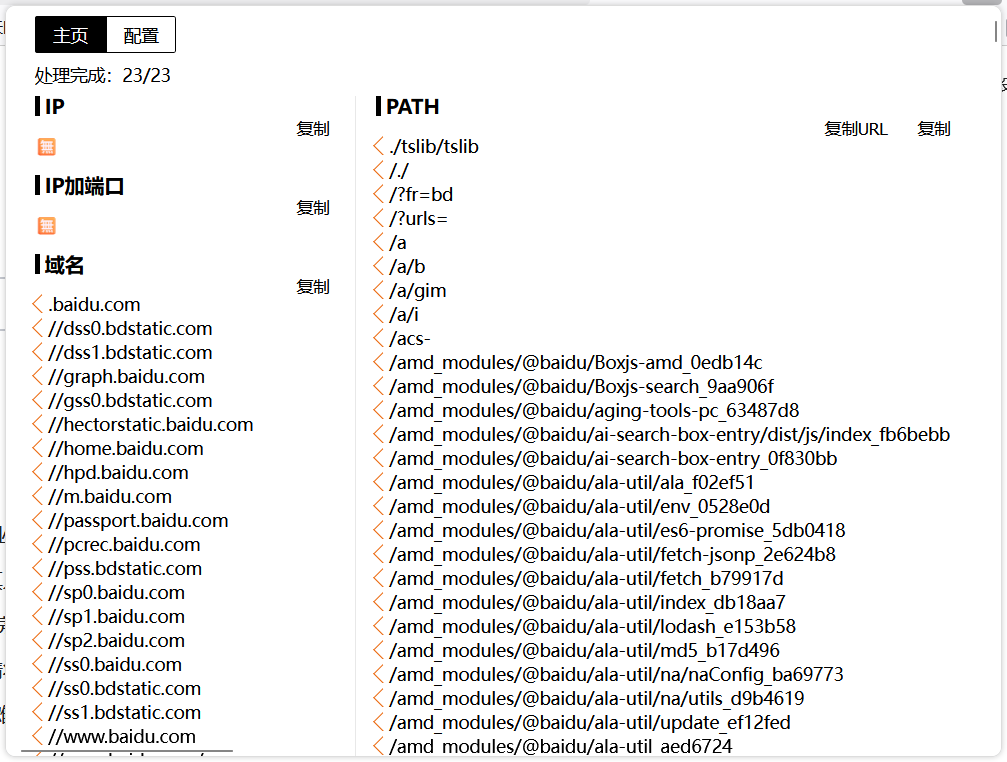 主页 配置
处理完成：23/23
IP
复制
無
IP加端口
复制
無
域名
复制
.baidu.com
//dss0.bdstatic.com
//dss1.bdstatic.com
//graph.baidu.com
//gss0.bdstatic.com
//hectorstatic.baidu.com
//home.baidu.com
//hpd.baidu.com
//m.baidu.com
//passport.baidu.com
//pcrec.baidu.com
//pss.bdstatic.com
//sp0.baidu.com
//sp1.baidu.com
//sp2.baidu.com
//ss0.baidu.com
//ss0.bdstatic.com
//ss1.bdstatic.com
//www.baidu.com
PATH
复制URL 复制
./tslib/tslib
/./
/?fr=bd
/?urls=
/a
/a/b
/a/gim
/a/i
/acs-
/amd_modules/@baidu/Boxjs-amd_0edb14c
/amd_modules/@baidu/Boxjs-search_9aa906f
/amd_modules/@baidu/aging-tools-pc_63487d8
/amd_modules/@baidu/ai-search-box-entry/dist/js/index_fb6bebb
/amd_modules/@baidu/ai-search-box-entry_0f830bb
/amd_modules/@baidu/ala-util/ala_f02ef51
/amd_modules/@baidu/ala-util/env_0528e0d
/amd_modules/@baidu/ala-util/es6-promise_5db0418
/amd_modules/@baidu/ala-util/fetch-jsonp_2e624b8
/amd_modules/@baidu/ala-util/fetch_b79917d
/amd_modules/@baidu/ala-util/index_db18aa7
/amd_modules/@baidu/ala-util/lodash_e153b58
/amd_modules/@baidu/ala-util/md5_b17d496
/amd_modules/@baidu/ala-util/na/naConfig_ba69773
/amd_modules/@baidu/ala-util/na/utils_d9b4619
/amd_modules/@baidu/ala-util/update_ef12fed
/amd_modules/@baidu/ala-util_aed6724